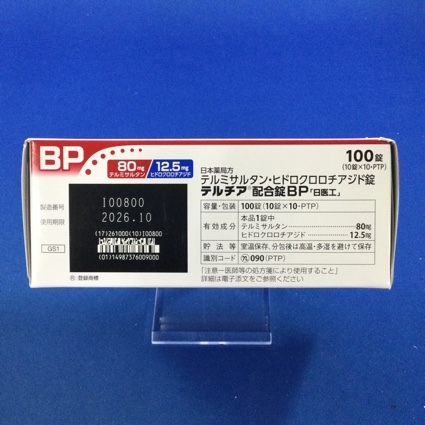 BP
80mg
テルミサルタン
12.5mg
ヒドロクロロチアジド
100錠
(10錠×10・PTP)
日本薬局方
テルミサルタン・ヒドロクロロチアジド錠
テルチア®配合錠BP「日医工」
製造番号
100800
使用期限
2026.10
(17)261000(10)100800
(01)14987376009000
GS1
Ⓡ 登録商標
容量・包装 100錠(10錠×10・PTP)
有効成分 本品1錠中
テルミサルタン 80mg
ヒドロクロロチアジド 12.5mg
貯法等 室温保存、分包後は高温・多湿を避けて保存
識別コード 090(PTP)
「注意-医師等の処方箋により使用すること」
詳細は電子添文をご参照ください